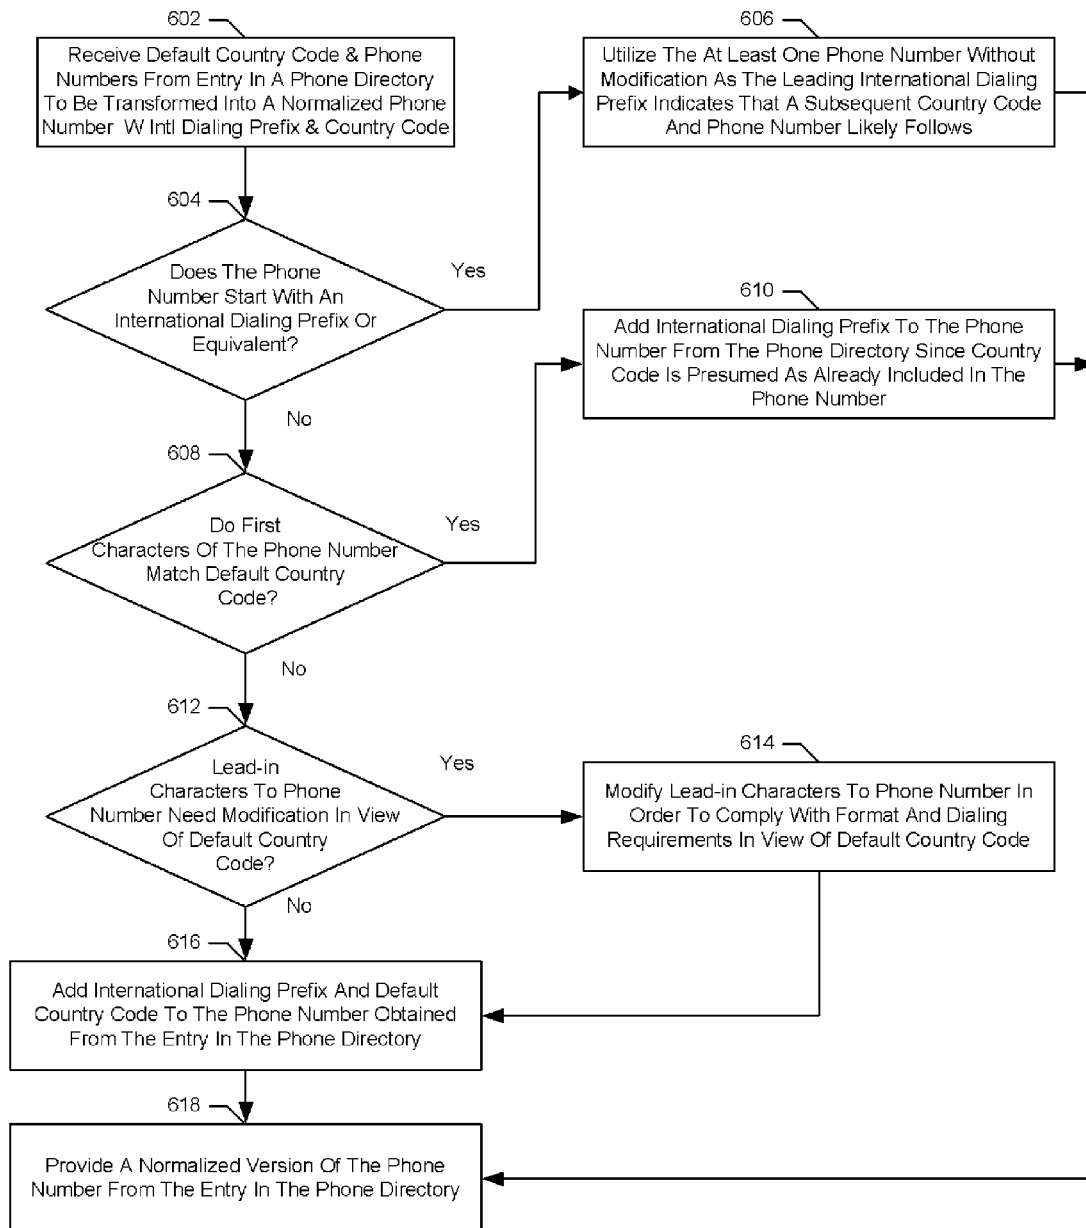 602
Receive Default Country Code & Phone
Numbers From Entry In A Phone Directory
To Be Transformed Into A Normalized Phone
Number W Intl Dialing Prefix & Country Code
606
Utilize The At Least One Phone Number Without
Modification As The Leading International Dialing
Prefix Indicates That A Subsequent Country Code
And Phone Number Likely Follows
604
Does The Phone
Number Start With An
International Dialing Prefix Or
Equivalent?
Yes
No
610
Add International Dialing Prefix To The Phone
Number From The Phone Directory Since Country
Code Is Presumed As Already Included In The
Phone Number
608
Do First
Characters Of The Phone Number
Match Default Country
Code?
Yes
No
612
Lead-in
Characters To Phone
Number Need Modification In View
Of Default Country
Code?
Yes
No
614
Modify Lead-in Characters To Phone Number In
Order To Comply With Format And Dialing
Requirements In View Of Default Country Code
616
Add International Dialing Prefix And Default
Country Code To The Phone Number Obtained
From The Entry In The Phone Directory
618
Provide A Normalized Version Of The Phone
Number From The Entry In The Phone Directory